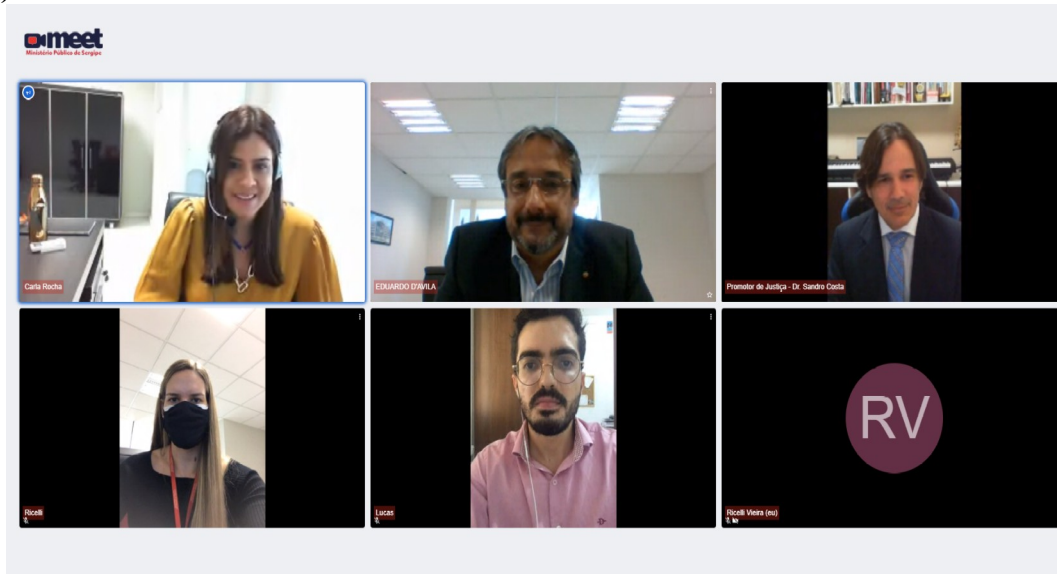 meet
Ministério Público de Sergipe
Carla Rocha
EDUARDO D'AVILA
Promotor de Justiça - Dr. Sandro Costa
Ricelli
Lucas
RV
Ricelli Vieira (eu)